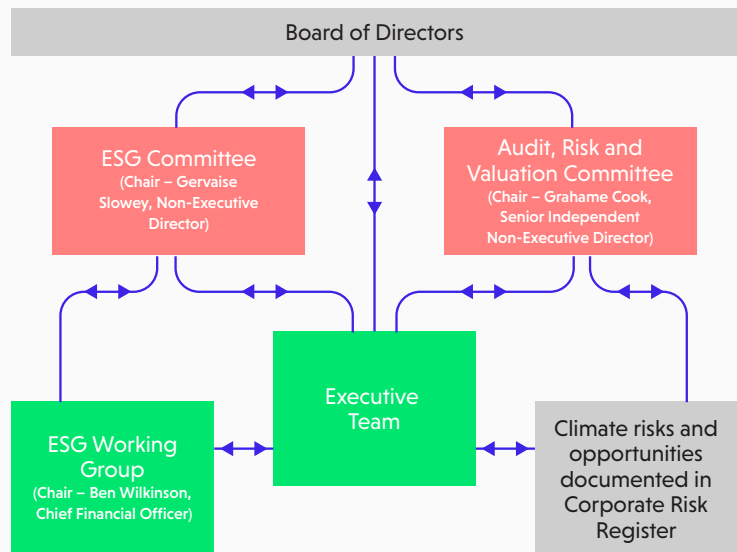 Board of Directors
ESG Committee
(Chair – Gervaise
Slowey, Non-Executive
Director)
Audit, Risk and
Valuation Committee
(Chair – Grahame Cook,
Senior Independent
Non-Executive Director)
Executive
Team
ESG Working
Group
(Chair – Ben Wilkinson,
Chief Financial Officer)
Climate risks and
opportunities
documented in
Corporate Risk
Register